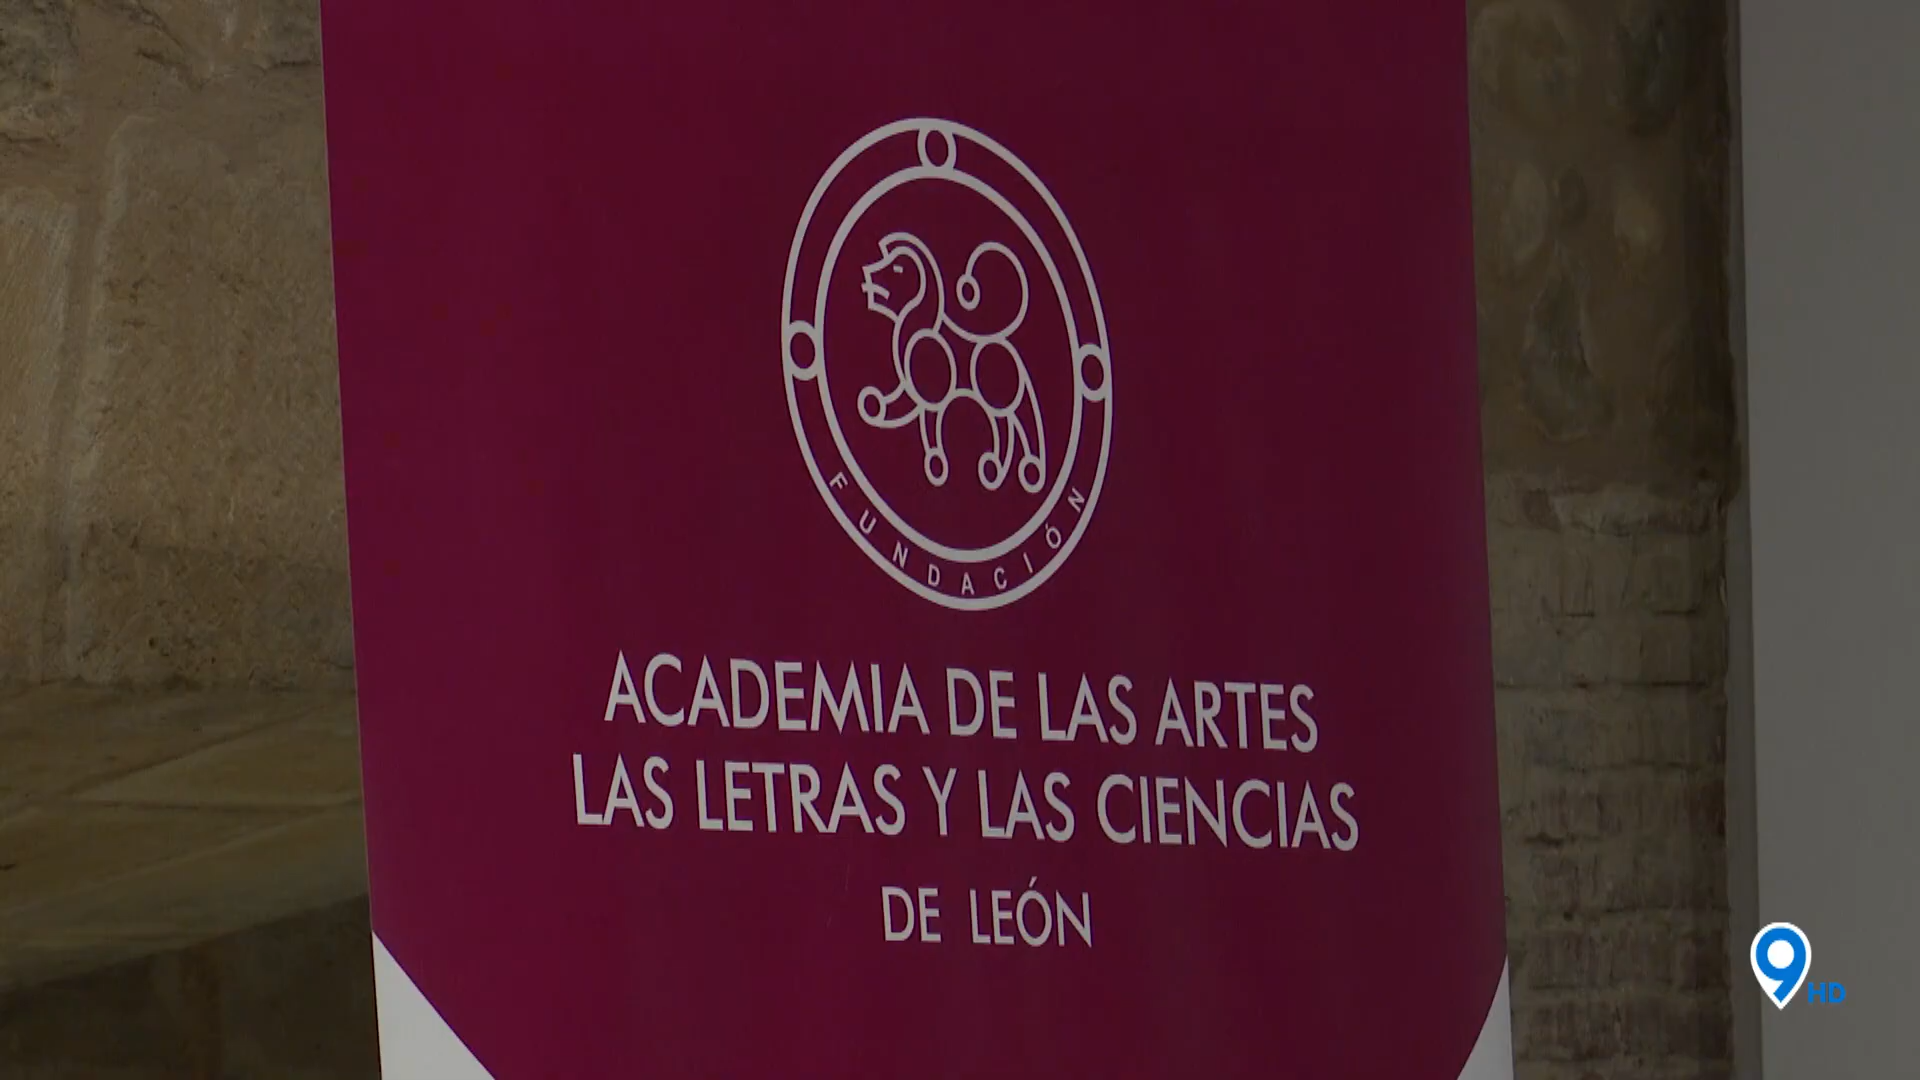 FUNDACIÓN
ACADEMIA DE LAS ARTES
LAS LETRAS Y LAS CIENCIAS
DE LEÓN
9 HD